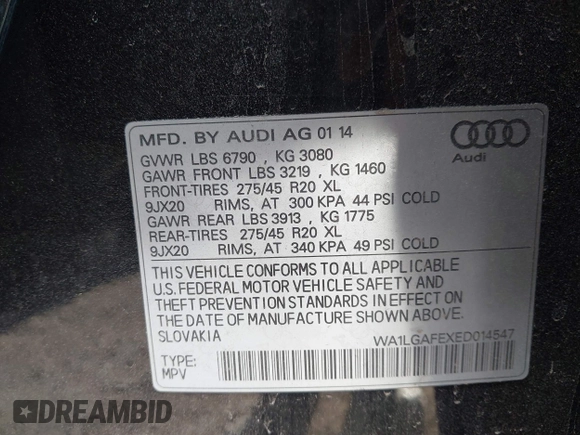 MFD. BY AUDI AG 01 14
GVWR LBS 6790 , KG 3080
GAWR FRONT LBS 3219 , KG 1460
FRONT-TIRES 275/45 R20 XL
9JX20 RIMS, AT 300 KPA 44 PSI COLD
GAWR REAR LBS 3913 , KG 1775
REAR-TIRES 275/45 R20 XL
9JX20 RIMS, AT 340 KPA 49 PSI COLD
Audi
THIS VEHICLE CONFORMS TO ALL APPLICABLE
U.S. FEDERAL MOTOR VEHICLE SAFETY AND
THEFT PREVENTION STANDARDS IN EFFECT ON
THE DATE OF MANUFACTURE SHOWN ABOVE.
SLOVAKIA
WA1LGAFEXED014547
TYPE:
MPV
DREAMBID